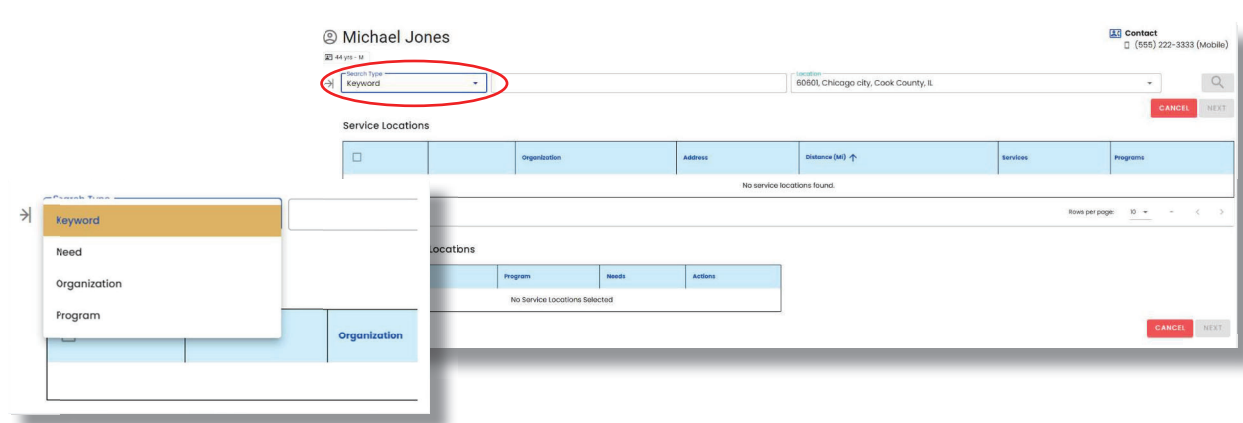 Michael Jones
44 yrs - M
Contact
(555) 222-3333 (Mobile)
Search Type
Keyword
Location
60601, Chicago city, Cook County, IL
CANCEL NEXT
Service Locations
Organization Address Distance (Mi) Services Programs
No service locations found.
Rows per page: 10 -
Locations
Program Needs Actions
No Service Locations Selected
CANCEL NEXT
Search Type
Keyword
Need
Organization
Program
Organization